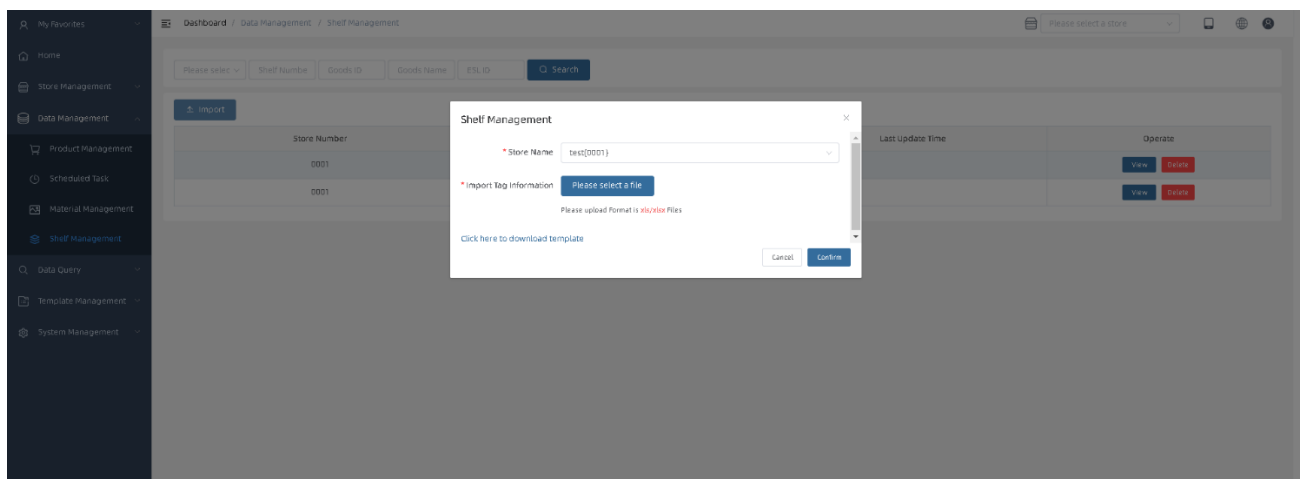 My Favorites
Dashboard / Data Management / Shelf Management
Please select a store
Home
Please selec
Shelf Numbe
Goods ID
Goods Name
ESL ID
Search
Store Management
Import
Data Management
Shelf Management
Store Number
Last Update Time
Operate
* Store Name
test(0001)
Product Management
0001
View
Delete
Scheduled Task
* Import Tag Information
Please select a file
0001
View
Delete
Material Management
Please upload Format is xls/xlsx Files
Shelf Management
Click here to download template
Cancel
Confirm
Data Query
Template Management
System Management